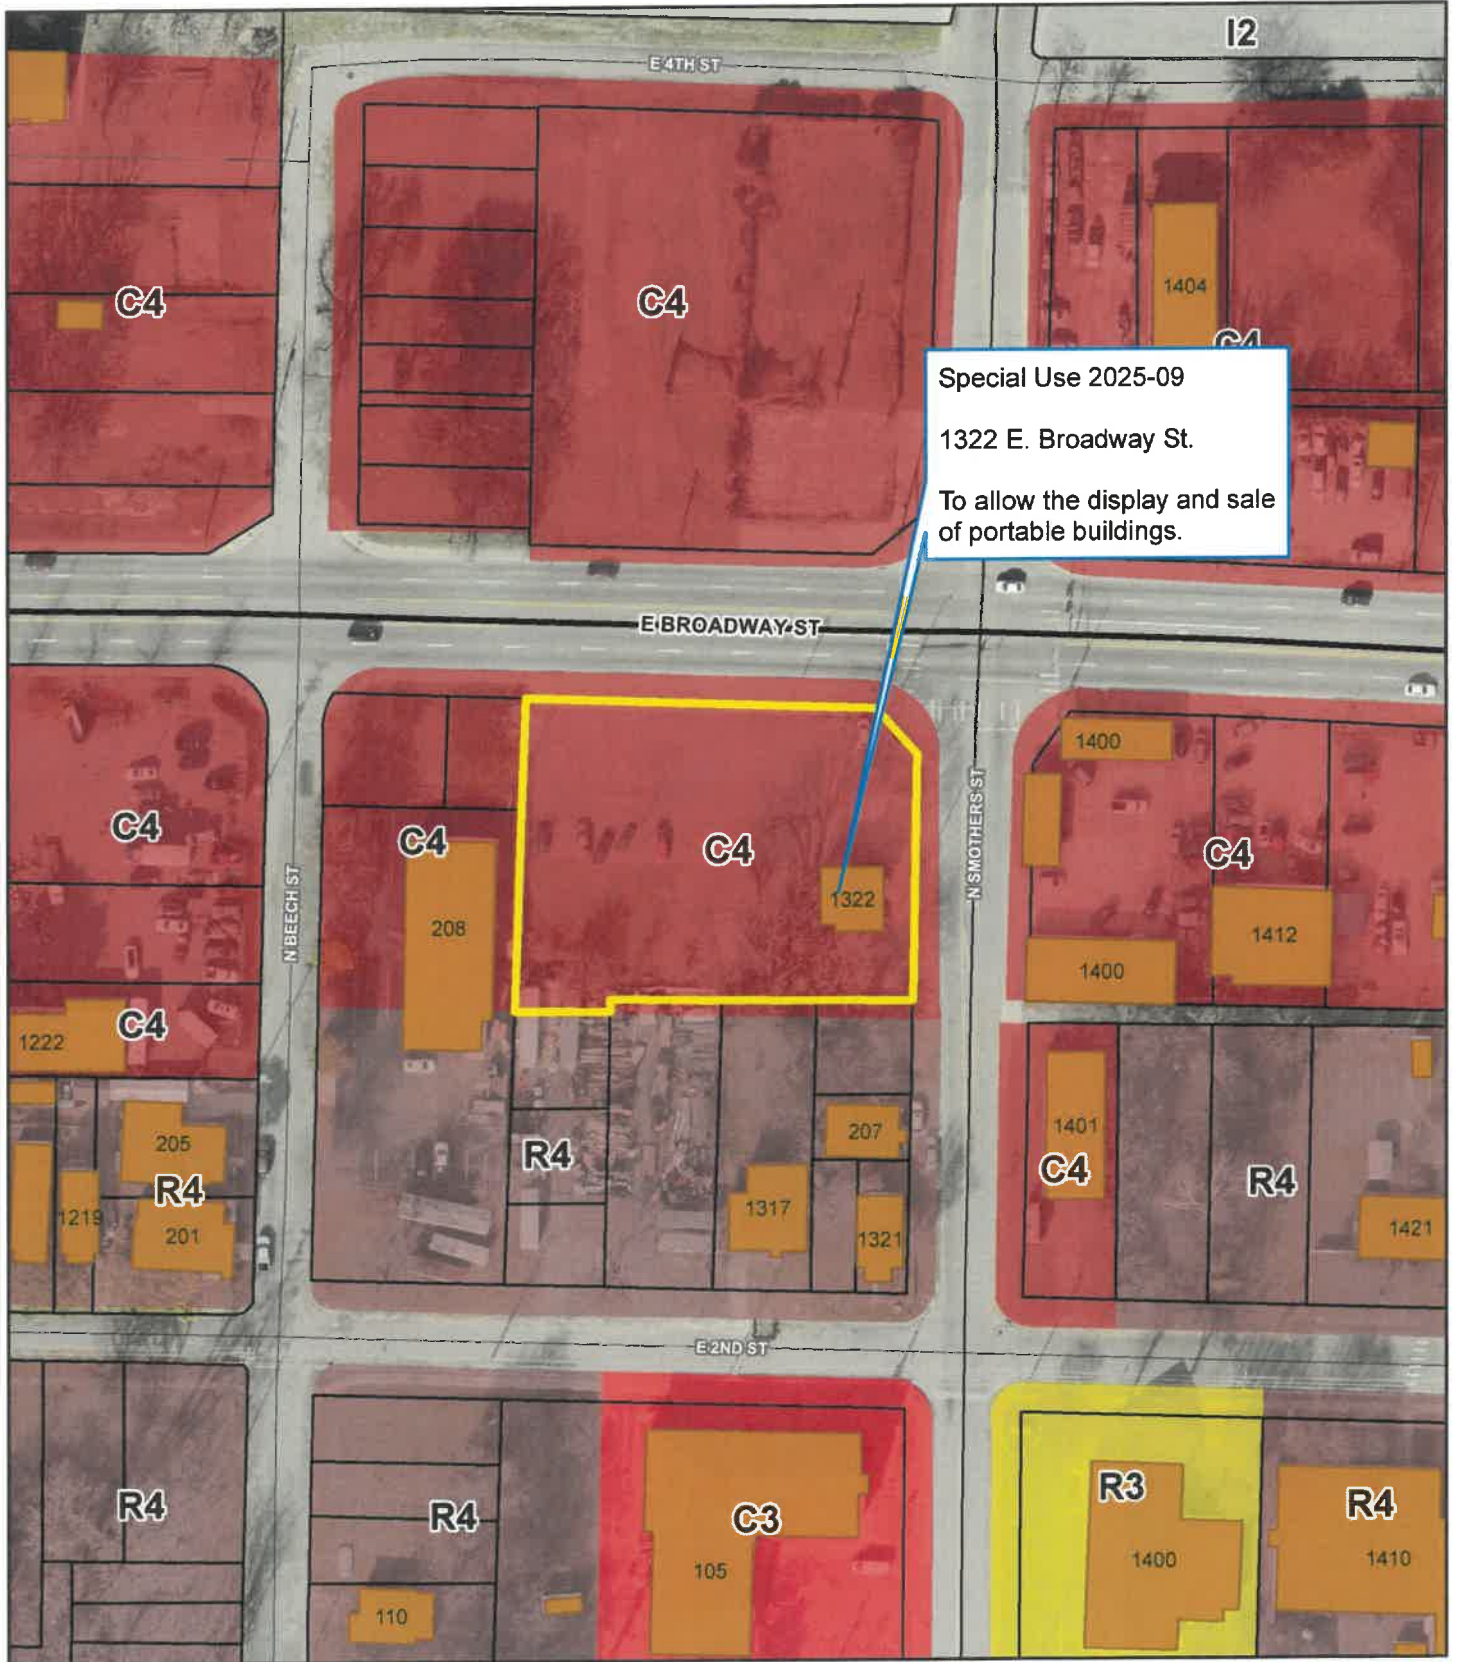 I2
E 4TH ST
C4
C4
1404
C4
Special Use 2025-09
1322 E. Broadway St.
To allow the display and sale
of portable buildings.
E BROADWAY ST
1400
N SMOTHERS ST
C4
C4
C4
C4
1322
N BEECH ST
208
1412
1400
C4
1222
205
R4
1219
201
R4
207
1317
1321
1401
C4
R4
1421
E 2ND ST
R4
R4
C3
105
110
R3
1400
R4
1410